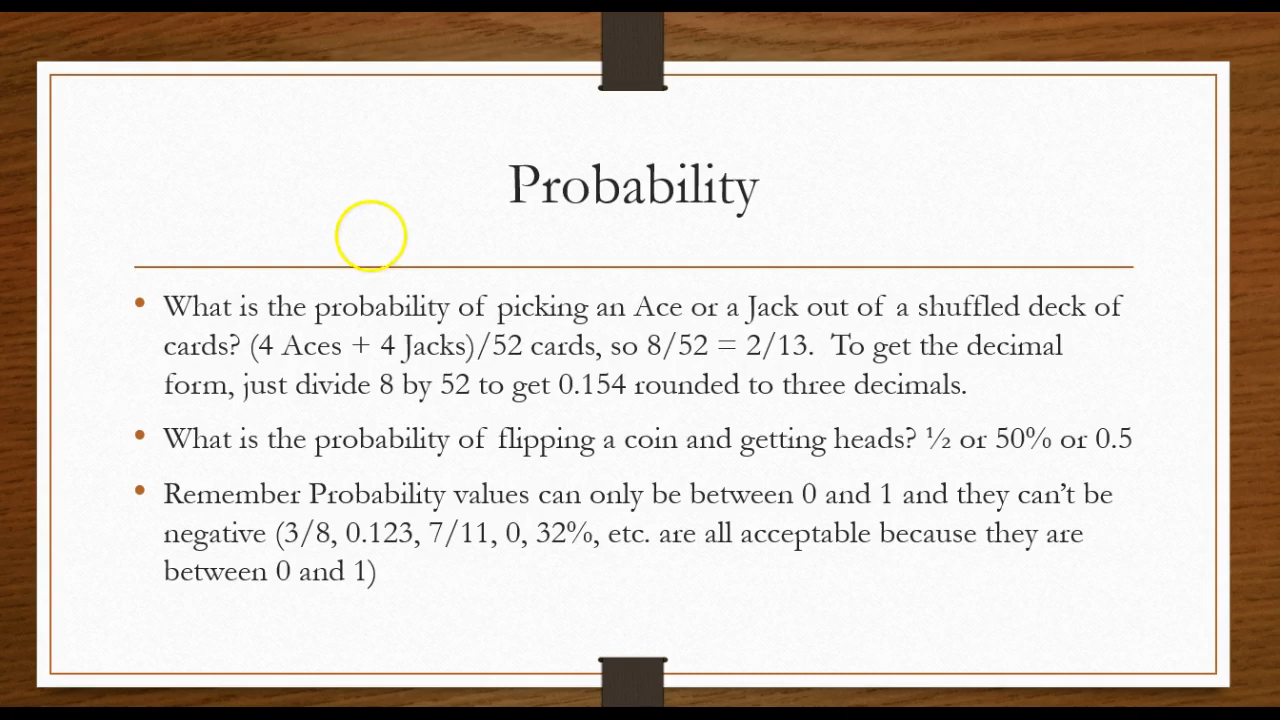 Probability
• What is the probability of picking an Ace or a Jack out of a shuffled deck of
cards? (4 Aces + 4 Jacks)/52 cards, so 8/52 = 2/13.  To get the decimal
form, just divide 8 by 52 to get 0.154 rounded to three decimals.
• What is the probability of flipping a coin and getting heads? ½ or 50% or 0.5
• Remember Probability values can only be between 0 and 1 and they can’t be
negative (3/8, 0.123, 7/11, 0, 32%, etc. are all acceptable because they are
between 0 and 1)